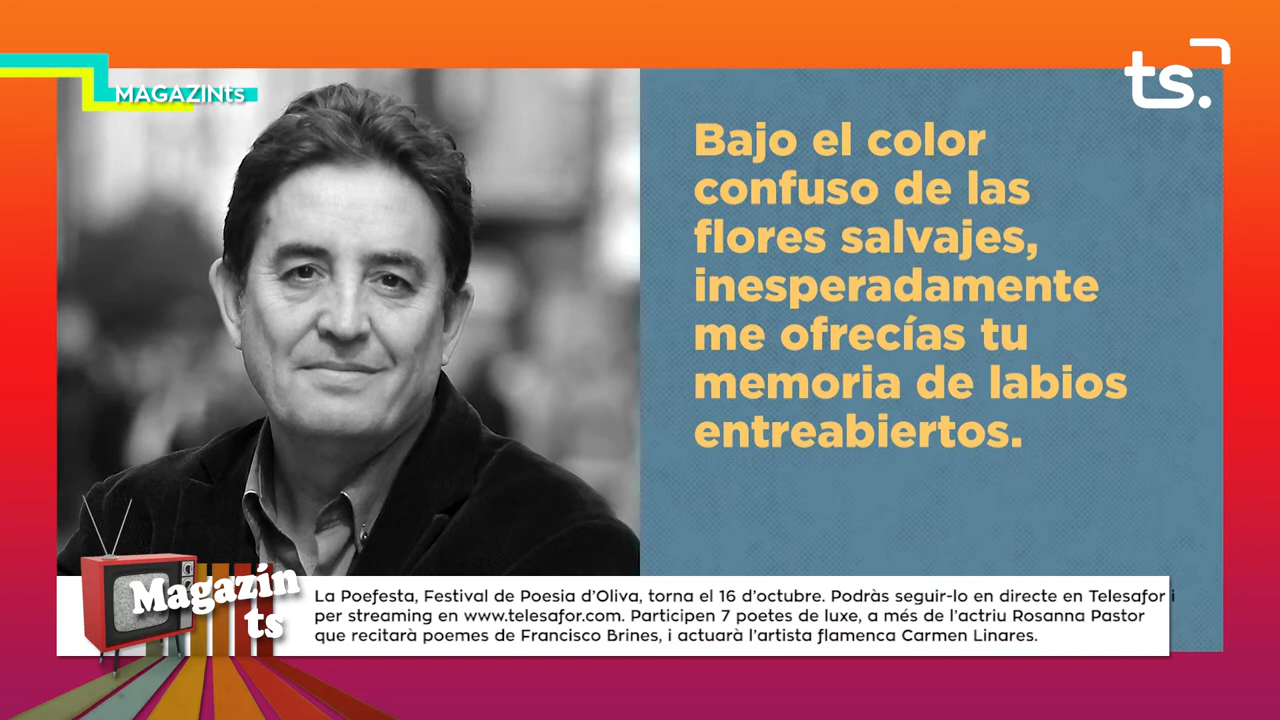 MAGAZINts
ts.
Bajo el color
confuso de las
flores salvajes,
inesperadamente
me ofrecías tu
memoria de labios
entreabiertos.
Magazin
ts
La Poefesta, Festival de Poesia d'Oliva, torna el 16 d'octubre. Podràs seguir-lo en directe en Telesafor i
per streaming en www.telesafor.com. Participen 7 poetes de luxe, a més de l'actriu Rosanna Pastor
que recitarà poemes de Francisco Brines, i actuarà l'artista flamenca Carmen Linares.